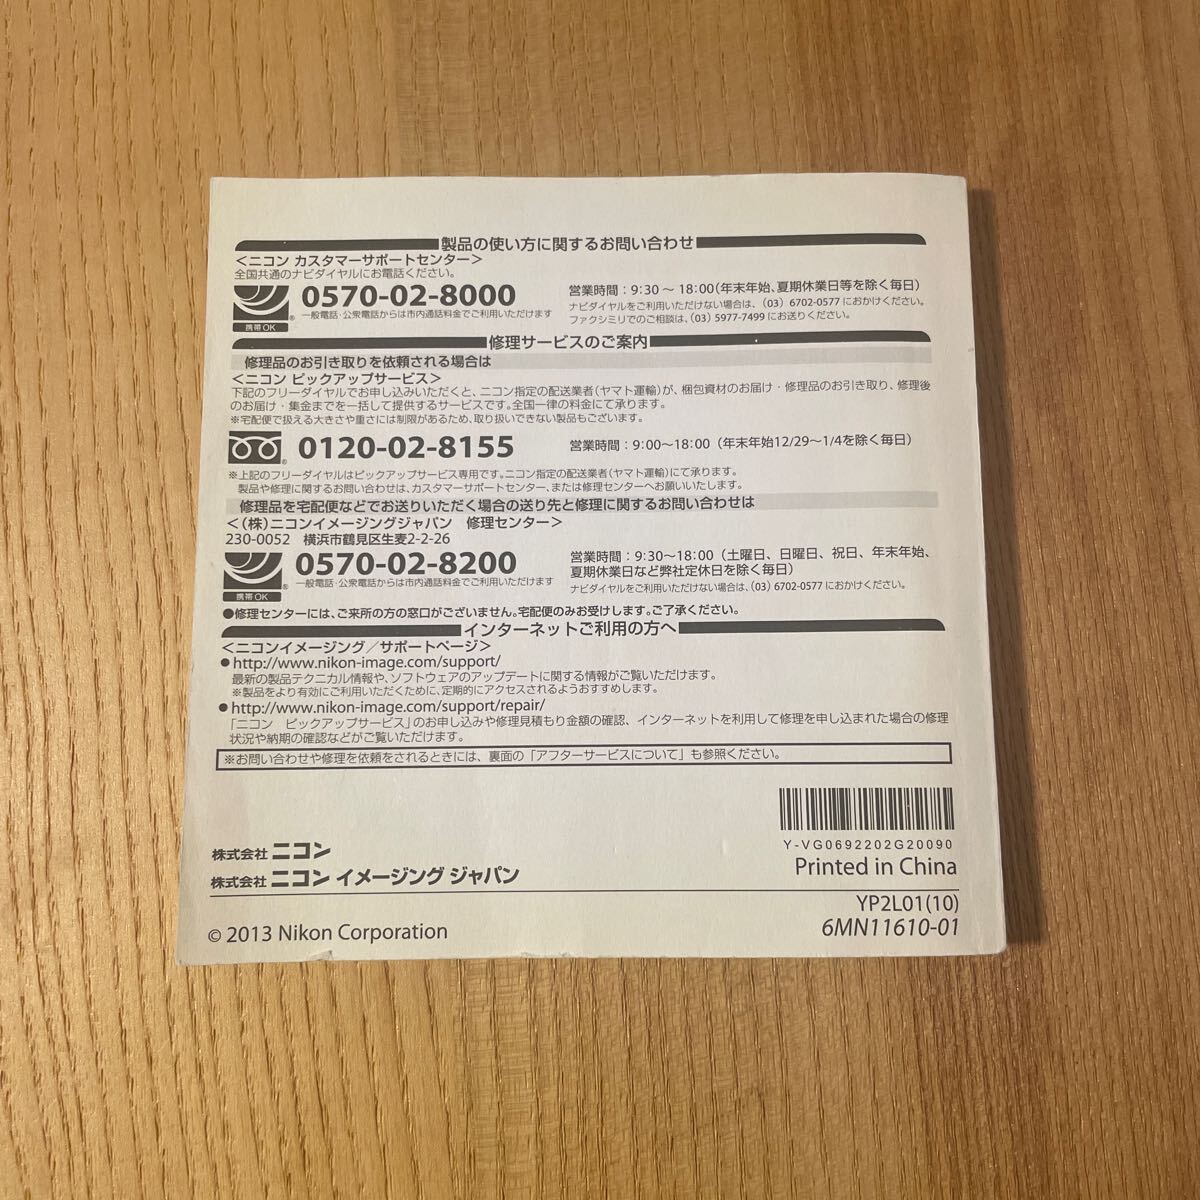 製品の使い方に関するお問い合わせ
<ニコン カスタマーサポートセンター>
全国共通のナビダイヤルにお電話ください。
0570-02-8000
営業時間：9:30～18:00（年末年始、夏期休業日等を除く毎日）
一般電話・公衆電話からは市内通話料金でご利用いただけます
ナビダイヤルをご利用いただけない場合は、（03）6702-0577 におかけください。
携帯OK
ファクシミリでのご相談は、（03）5977-7499 にお送りください。
修理サービスのご案内
修理品のお引き取りを依頼される場合は
<ニコン ピックアップサービス>
下記のフリーダイヤルでお申し込みいただくと、ニコン指定の配送業者（ヤマト運輸）が、梱包資材のお届け・修理品のお引き取り、修理後
のお届け・集金までを一括して提供するサービスです。全国一律の料金にて承ります。
※宅配便で扱える大きさや重さには制限があるため、取り扱いできない製品もございます。
0120-02-8155
営業時間：9:00～18:00（年末年始12/29～1/4を除く毎日）
※上記のフリーダイヤルはピックアップサービス専用です。ニコン指定の配送業者（ヤマト運輸）にて承ります。
製品や修理に関するお問い合わせは、カスタマーサポートセンター、または修理センターへお願いいたします。
修理品を宅配便などでお送りいただく場合の送り先と修理に関するお問い合わせは
<（株）ニコンイメージングジャパン　修理センター>
230-0052　横浜市鶴見区生麦2-2-26
0570-02-8200
営業時間：9:30～18:00（土曜日、日曜日、祝日、年末年始、
夏期休業日など弊社定休日を除く毎日）
一般電話・公衆電話からは市内通話料金でご利用いただけます
ナビダイヤルをご利用いただけない場合は、（03）6702-0577 におかけください。
携帯OK
●修理センターには、ご来所の方の窓口がございません。宅配便のみお受けします。ご了承ください。
インターネットご利用の方へ
<ニコンイメージング／サポートページ>
●http://www.nikon-image.com/support/
最新の製品テクニカル情報や、ソフトウェアのアップデートに関する情報がご覧いただけます。
※製品をより有効にご利用いただくために、定期的にアクセスされるようおすすめします。
●http://www.nikon-image.com/support/repair/
「ニコン　ピックアップサービス」のお申し込みや修理見積もり金額の確認、インターネットを利用して修理を申し込まれた場合の修理
状況や納期の確認などがご覧いただけます。
※お問い合わせや修理を依頼をされるときには、裏面の「アフターサービスについて」も参照ください。
Y-VG0692202G20090
株式会社 ニコン
Printed in China
株式会社 ニコン イメージング ジャパン
YP2L01(10)
© 2013 Nikon Corporation
6MN11610-01